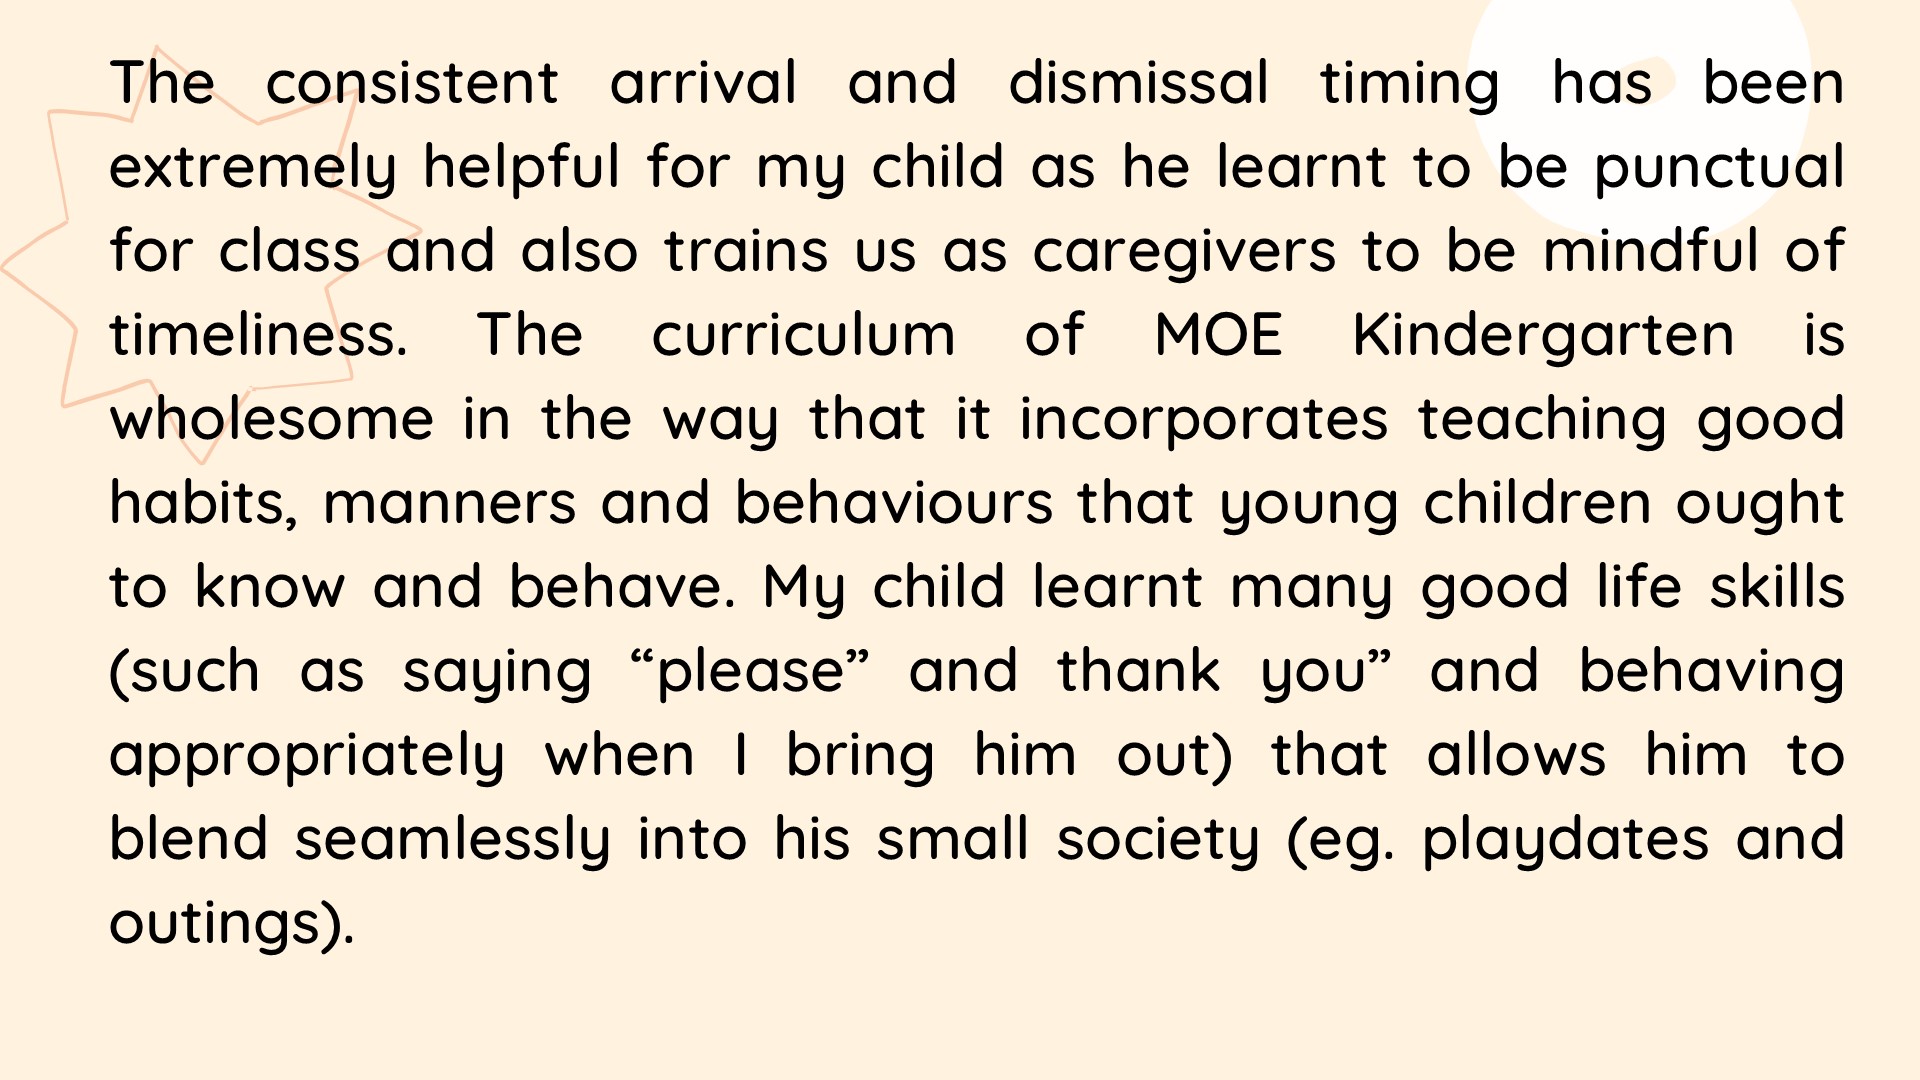 The consistent arrival and dismissal timing has been
extremely helpful for my child as he learnt to be punctual
for class and also trains us as caregivers to be mindful of
timeliness. The curriculum of MOE Kindergarten is
wholesome in the way that it incorporates teaching good
habits, manners and behaviours that young children ought
to know and behave. My child learnt many good life skills
(such as saying “please” and thank you” and behaving
appropriately when I bring him out) that allows him to
blend seamlessly into his small society (eg. playdates and
outings).